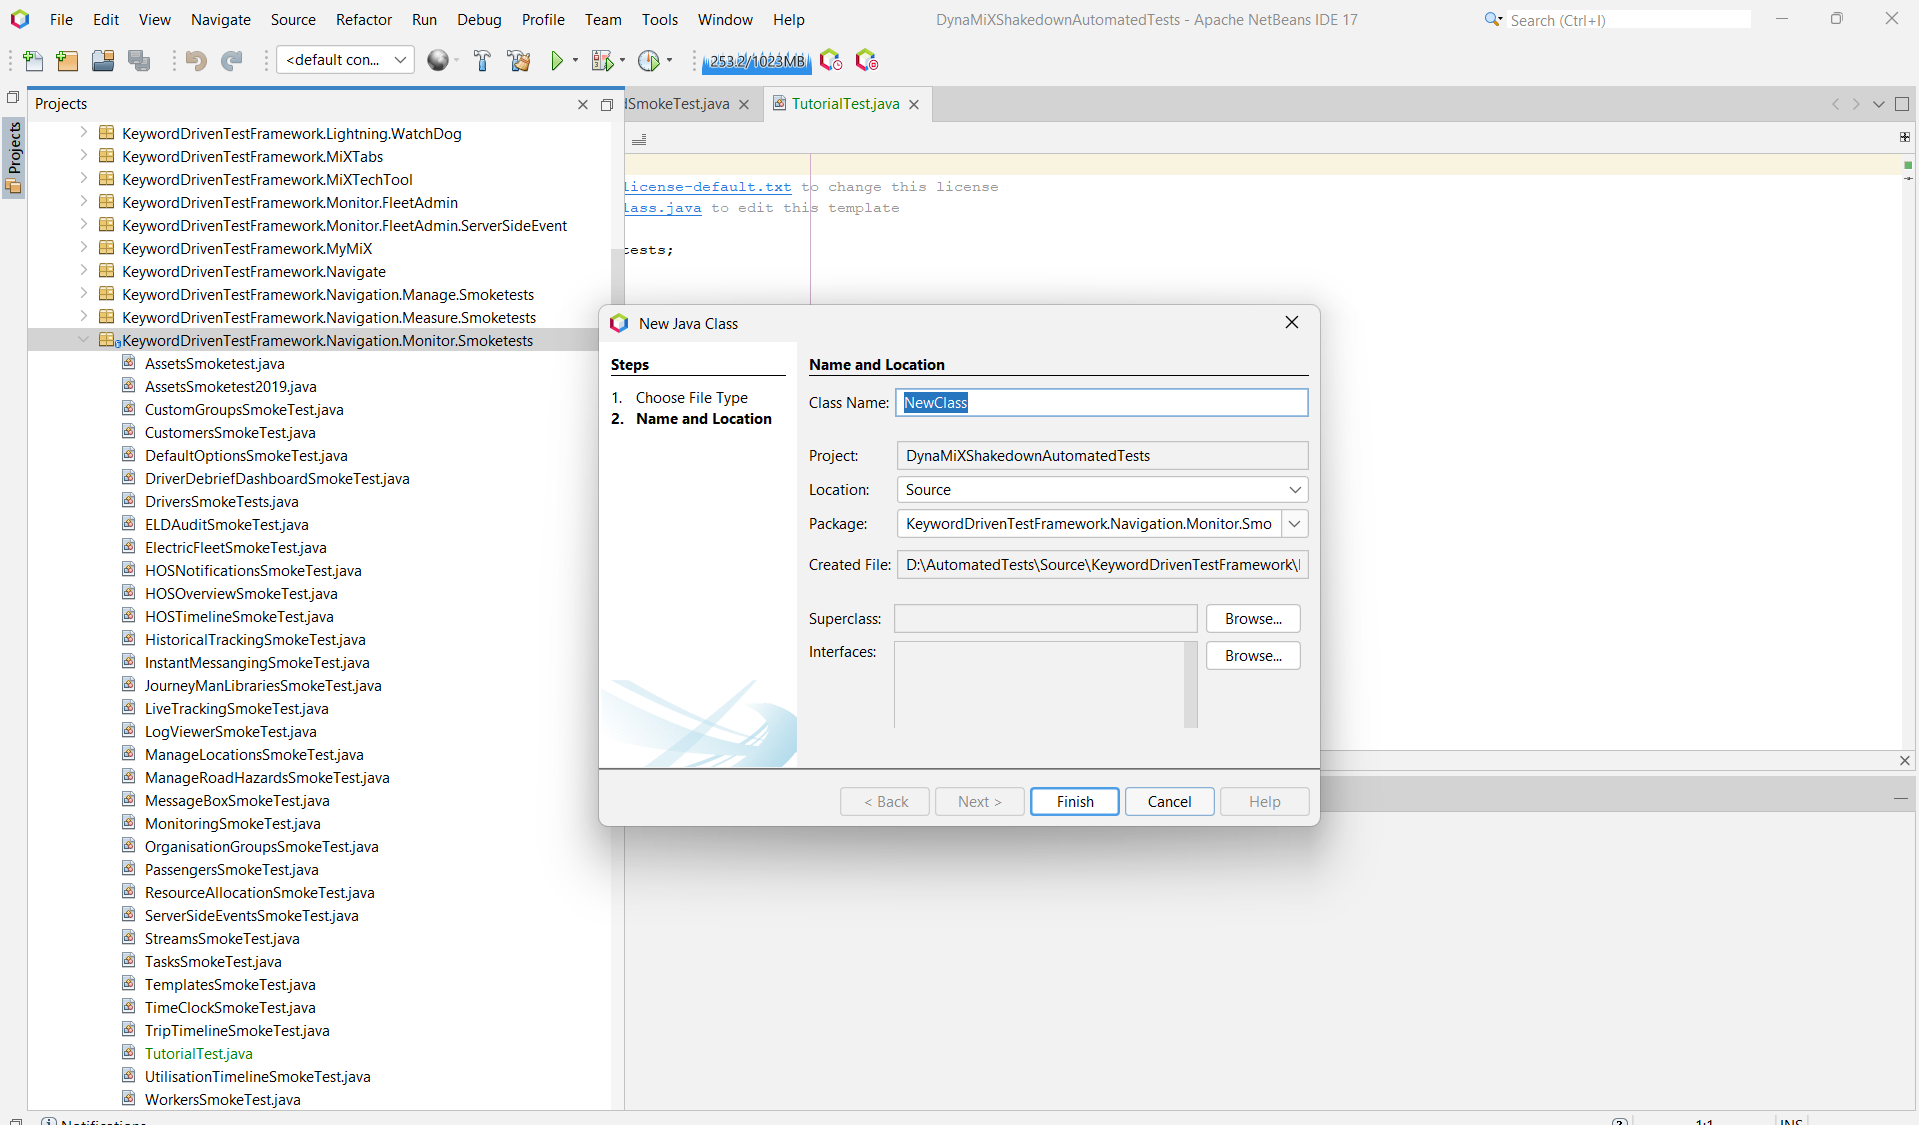 File Edit View Navigate Source Refactor Run Debug Profile Team Tools Window Help
DynaMiXShakedownAutomatedTests - Apache NetBeans IDE 17
Search (Ctrl+I)
<default con...
253.2/1023MB
Projects
Projects
KeywordDrivenTestFramework.Lightning.WatchDog
KeywordDrivenTestFramework.MiXTabs
KeywordDrivenTestFramework.MiXTechTool
KeywordDrivenTestFramework.Monitor.FleetAdmin
KeywordDrivenTestFramework.Monitor.FleetAdmin.ServerSideEvent
KeywordDrivenTestFramework.MyMiX
KeywordDrivenTestFramework.Navigate
KeywordDrivenTestFramework.Navigation.Manage.Smoketests
KeywordDrivenTestFramework.Navigation.Measure.Smoketests
KeywordDrivenTestFramework.Navigation.Monitor.Smoketests
AssetsSmoketest.java
AssetsSmoketest2019.java
CustomGroupsSmokeTest.java
CustomersSmokeTest.java
DefaultOptionsSmokeTest.java
DriverDebriefDashboardSmokeTest.java
DriversSmokeTests.java
ELDAuditSmokeTest.java
ElectricFleetSmokeTest.java
HOSNotificationsSmokeTest.java
HOSOverviewSmokeTest.java
HOSTimelineSmokeTest.java
HistoricalTrackingSmokeTest.java
InstantMessangingSmokeTest.java
JourneyManLibrariesSmokeTest.java
LiveTrackingSmokeTest.java
LogViewerSmokeTest.java
ManageLocationsSmokeTest.java
ManageRoadHazardsSmokeTest.java
MessageBoxSmokeTest.java
MonitoringSmokeTest.java
OrganisationGroupsSmokeTest.java
PassengersSmokeTest.java
ResourceAllocationSmokeTest.java
ServerSideEventsSmokeTest.java
StreamsSmokeTest.java
TasksSmokeTest.java
TemplatesSmokeTest.java
TimeClockSmokeTest.java
TripTimelineSmokeTest.java
TutorialTest.java
UtilisationTimelineSmokeTest.java
WorkersSmokeTest.java
dSmokeTest.java
TutorialTest.java
license-default.txt to change this license
lass.java to edit this template
tests;
New Java Class
Steps
1. Choose File Type
2. Name and Location
Name and Location
Class Name: NewClass
Project: DynaMiXShakedownAutomatedTests
Location: Source
Package: KeywordDrivenTestFramework.Navigation.Monitor.Smo
Created File: D:\AutomatedTests\Source\KeywordDrivenTestFramework\
Superclass: Browse...
Interfaces: Browse...
< Back Next > Finish Cancel Help
Notifications
1:1 INS